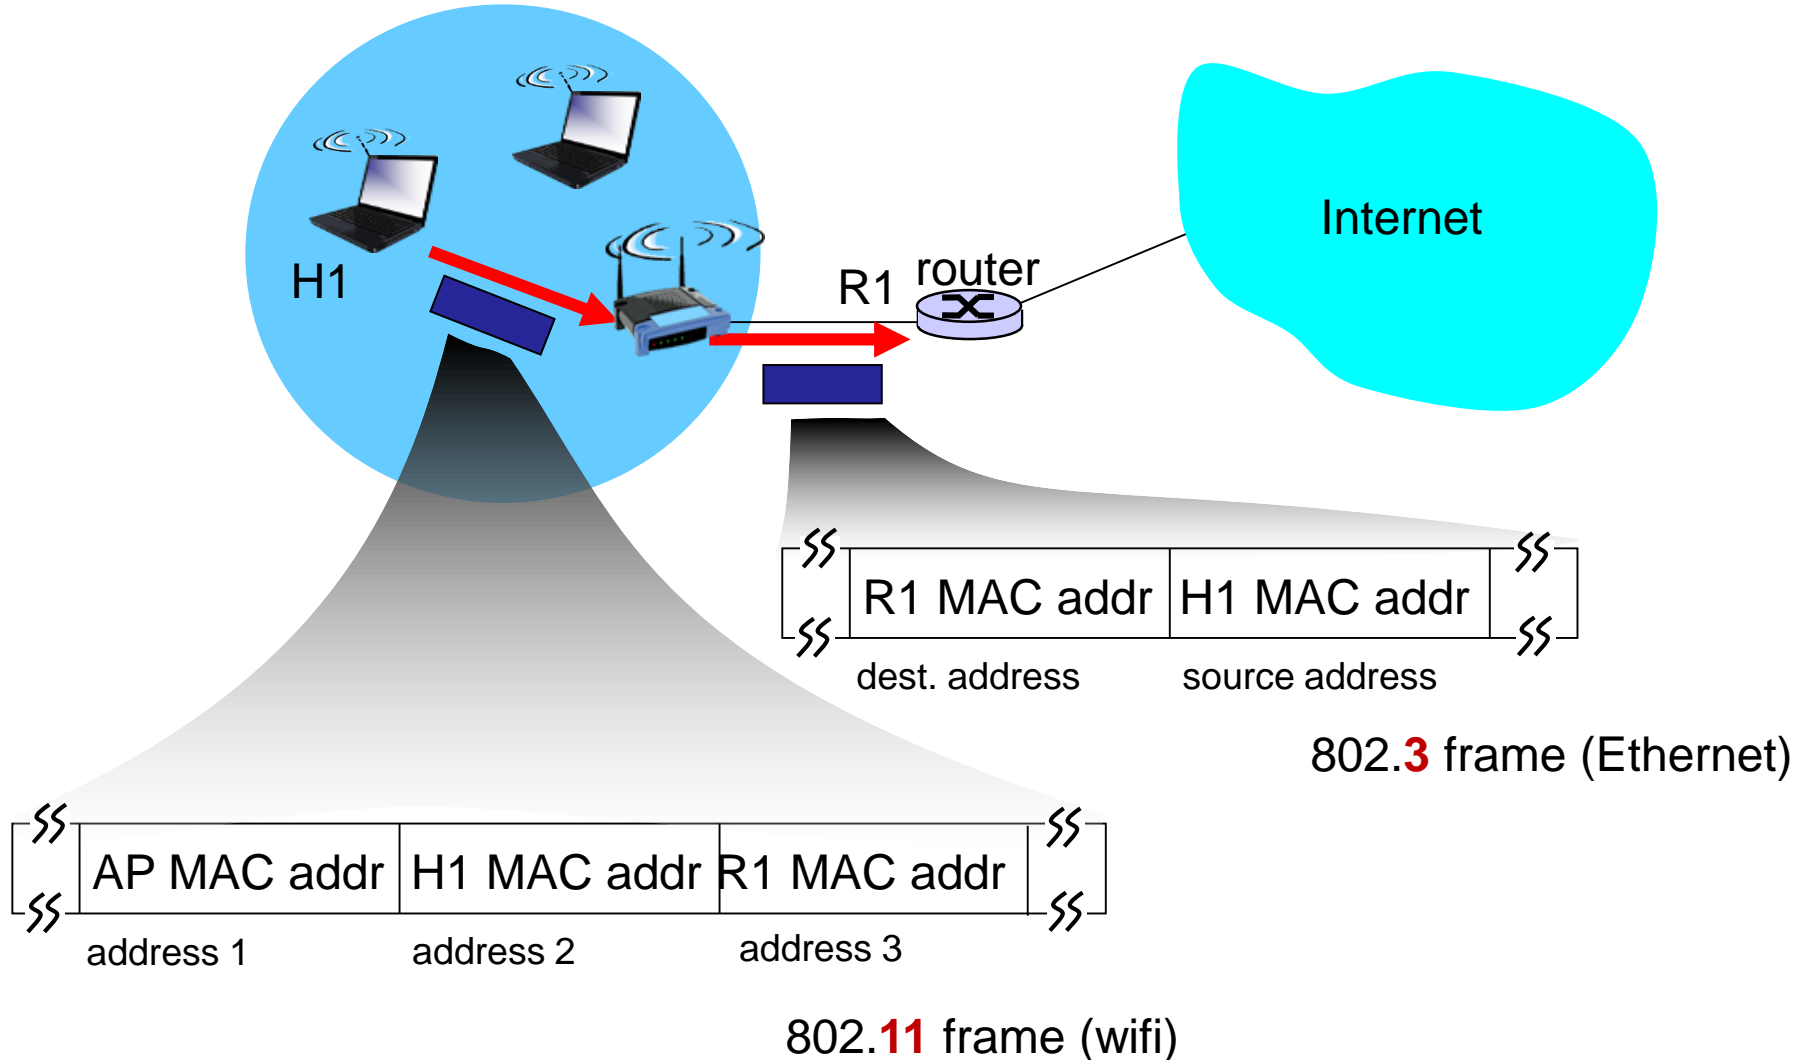 Internet
router
R1
H1
R1 MAC addr
H1 MAC addr
dest. address
source address
802.3 frame (Ethernet)
AP MAC addr
H1 MAC addr
R1 MAC addr
address 1
address 2
address 3
802.11 frame (wifi)